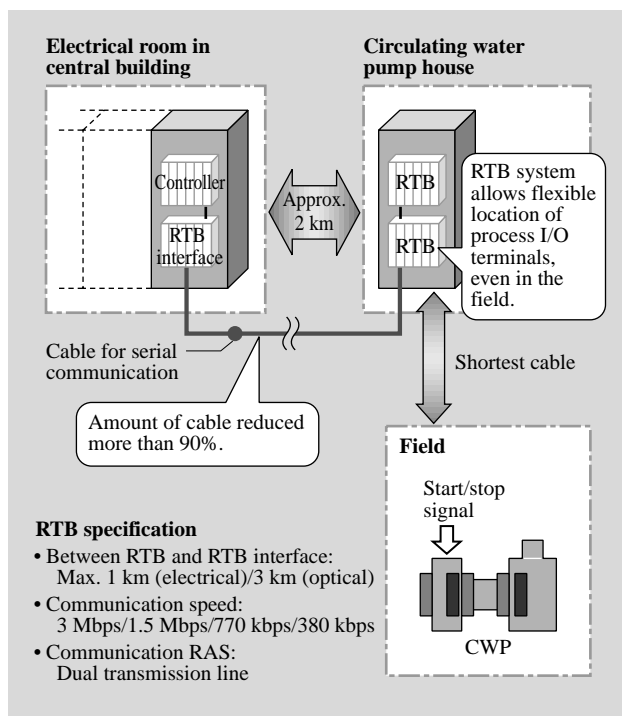 Electrical room in
central building
Circulating water
pump house
Controller
RTB
interface
Approx.
2 km
RTB
RTB
RTB system
allows flexible
location of
process I/O
terminals,
even in the
field.
Cable for serial
communication
Shortest cable
Amount of cable reduced
more than 90%.
Field
Start/stop
signal
CWP
RTB specification
• Between RTB and RTB interface:
Max. 1 km (electrical)/3 km (optical)
• Communication speed:
3 Mbps/1.5 Mbps/770 kbps/380 kbps
• Communication RAS:
Dual transmission line